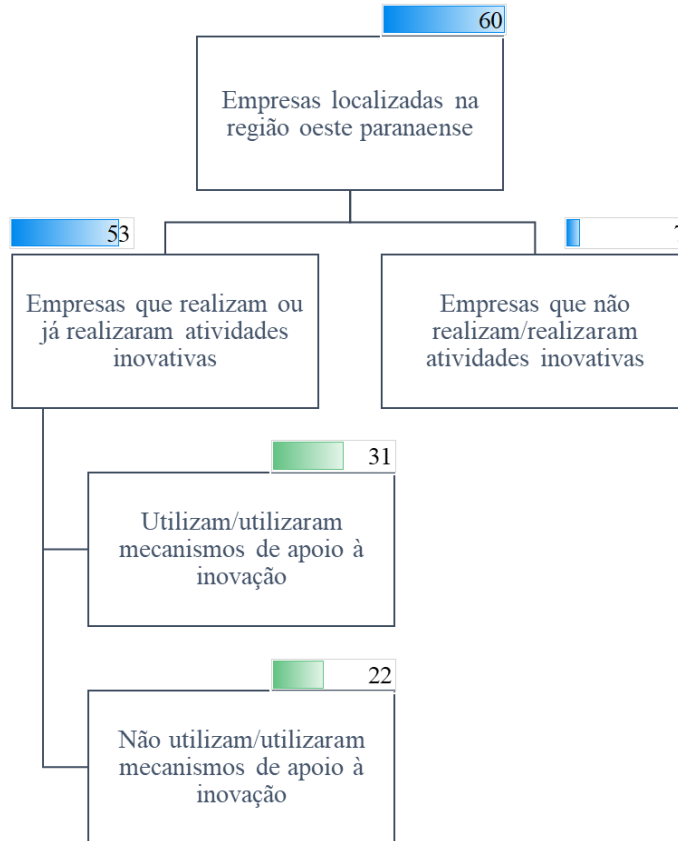 60
Empresas localizadas na
região oeste paranaense
53
Empresas que realizam ou
já realizaram atividades
inovativas
7
Empresas que não
realizam/realizaram
atividades inovativas
31
Utilizam/utilizaram
mecanismos de apoio à
inovação
22
Não utilizam/utilizaram
mecanismos de apoio à
inovação